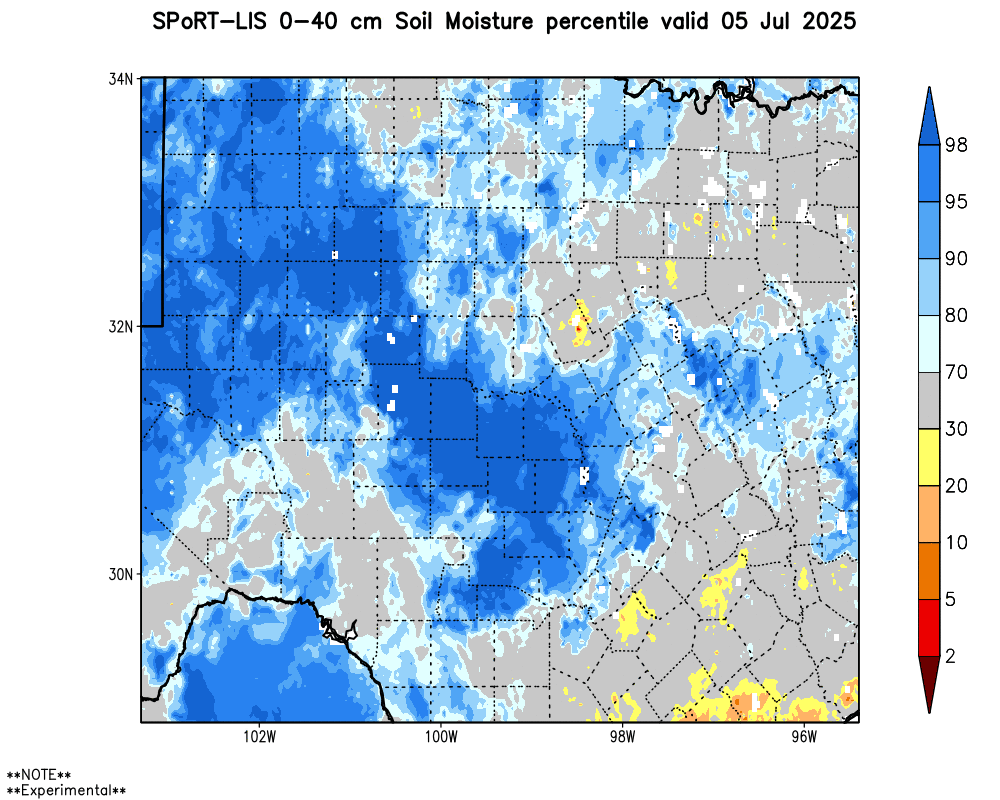 SPoRT-LIS 0-40 cm Soil Moisture percentile valid 05 Jul 2025
34N
32N
30N
102W 100W 98W 96W
98
95
90
80
70
30
20
10
5
2
**NOTE**
**Experimental**